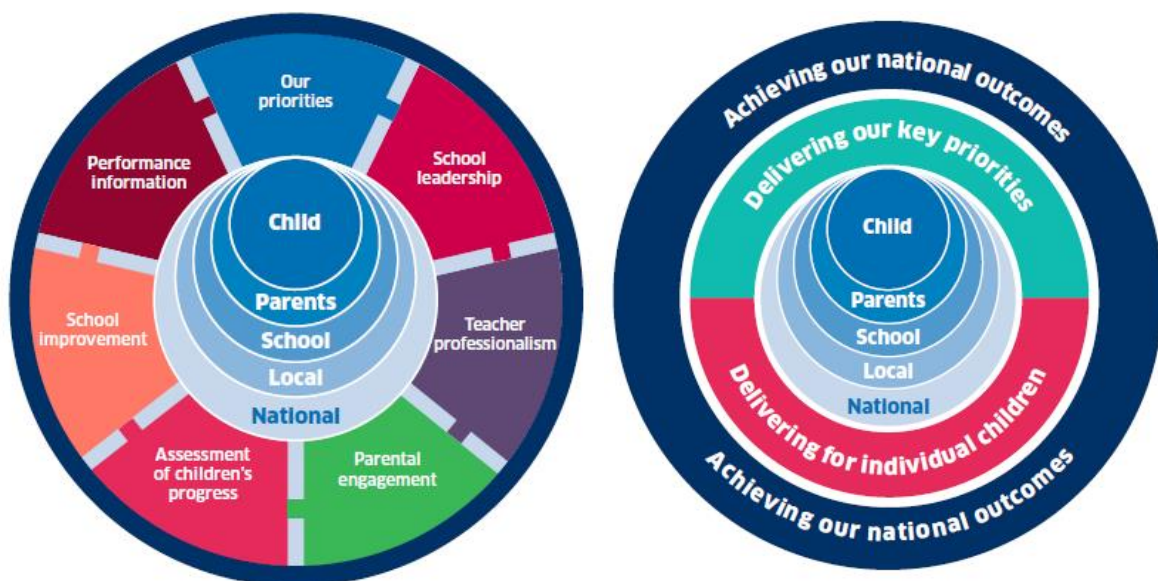 Our
priorities
School
leadership
Teacher
professionalism
Parental
engagement
Assessment
of children's
progress
School
improvement
Performance
information
Child
Parents
School
Local
National
Achieving our national outcomes
Delivering our key priorities
Child
Parents
School
Local
National
Delivering for individual children
Achieving our national outcomes